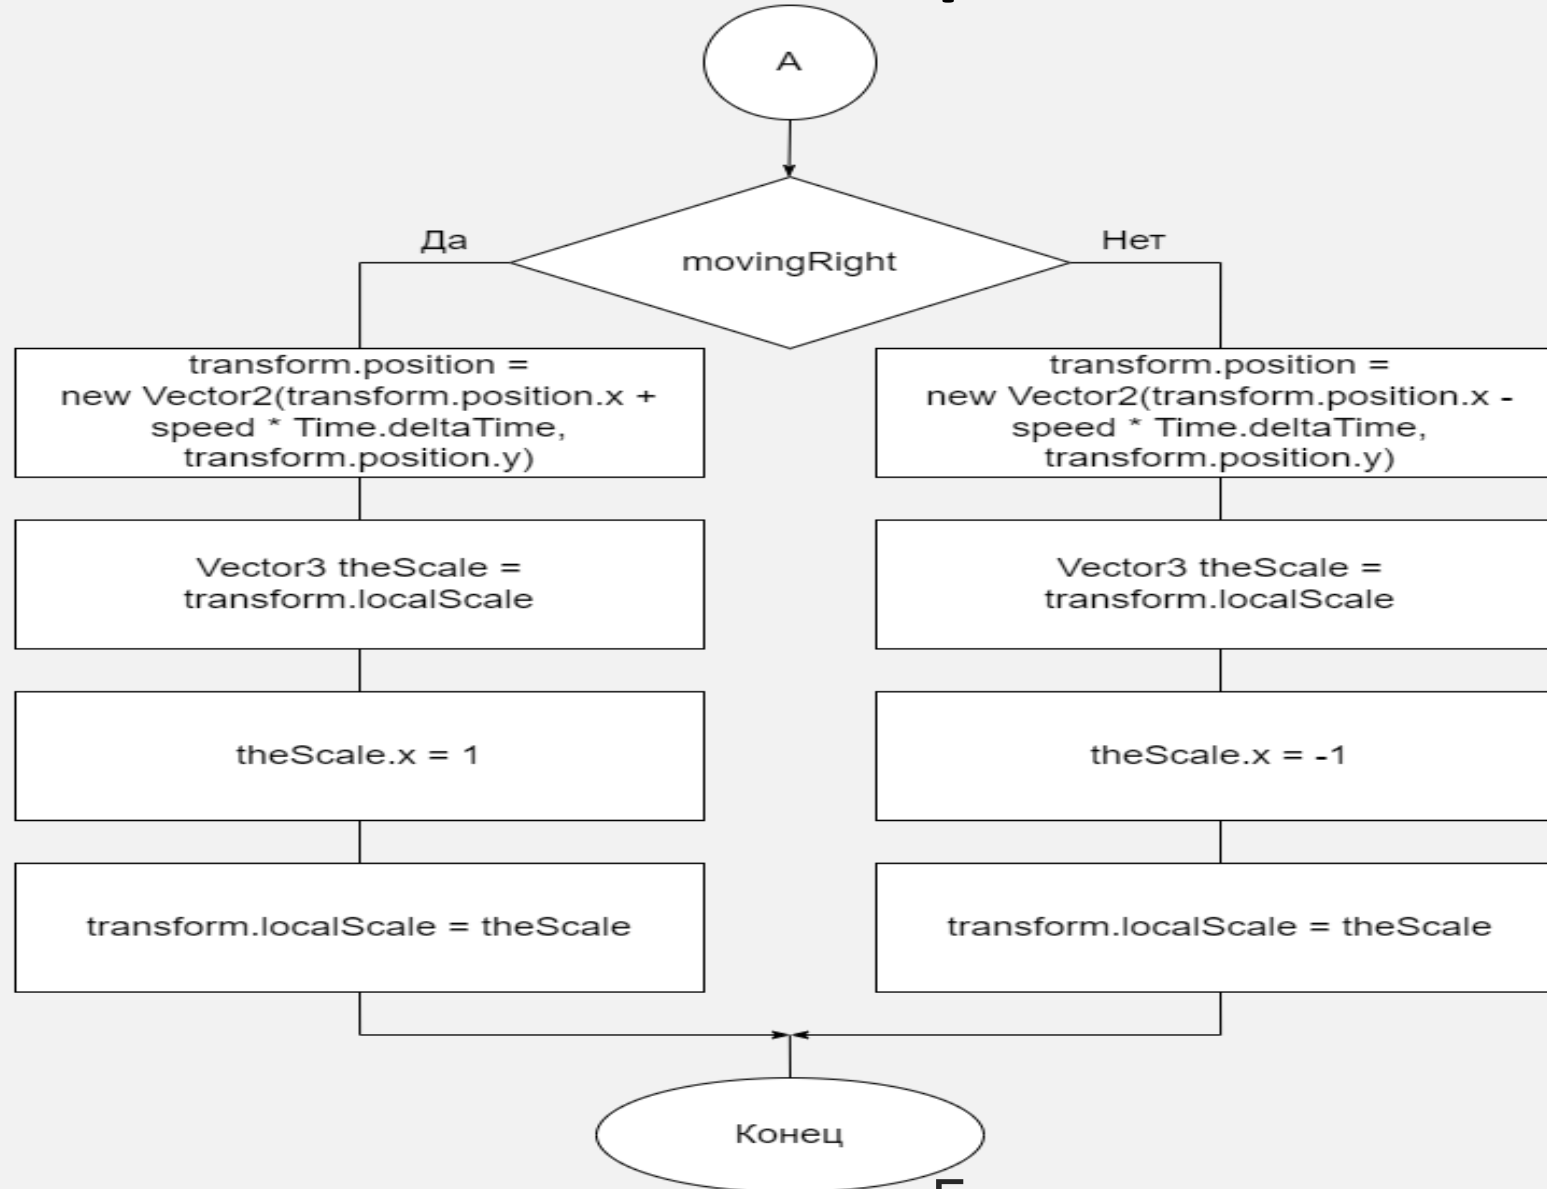 A
movingRight
Да
Нет
transform.position =
new Vector2(transform.position.x +
speed * Time.deltaTime,
transform.position.y)
Vector3 theScale =
transform.localScale
theScale.x = 1
transform.localScale = theScale
transform.position =
new Vector2(transform.position.x -
speed * Time.deltaTime,
transform.position.y)
Vector3 theScale =
transform.localScale
theScale.x = -1
transform.localScale = theScale
Конец